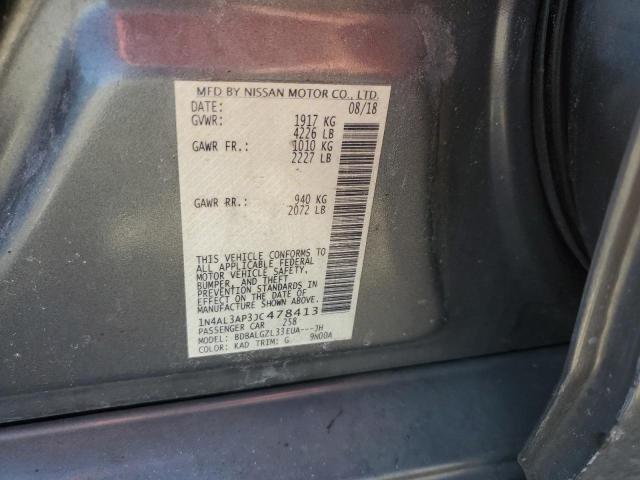 MFD BY NISSAN MOTOR CO., LTD.
DATE: 08/18
GVWR: 1917 KG
4226 LB
GAWR FR.: 1010 KG
2227 LB
GAWR RR.: 940 KG
2072 LB
THIS VEHICLE CONFORMS TO
ALL APPLICABLE FEDERAL
MOTOR VEHICLE SAFETY,
BUMPER, AND THEFT
PREVENTION STANDARDS IN
EFFECT ON THE DATE OF
MANUFACTURE SHOWN ABOVE.
1N4AL3AP3JC478413
PASSENGER CAR 258
MODEL: BDBALGZL33EUA---JH
COLOR: KAD TRIM: G 9N00A